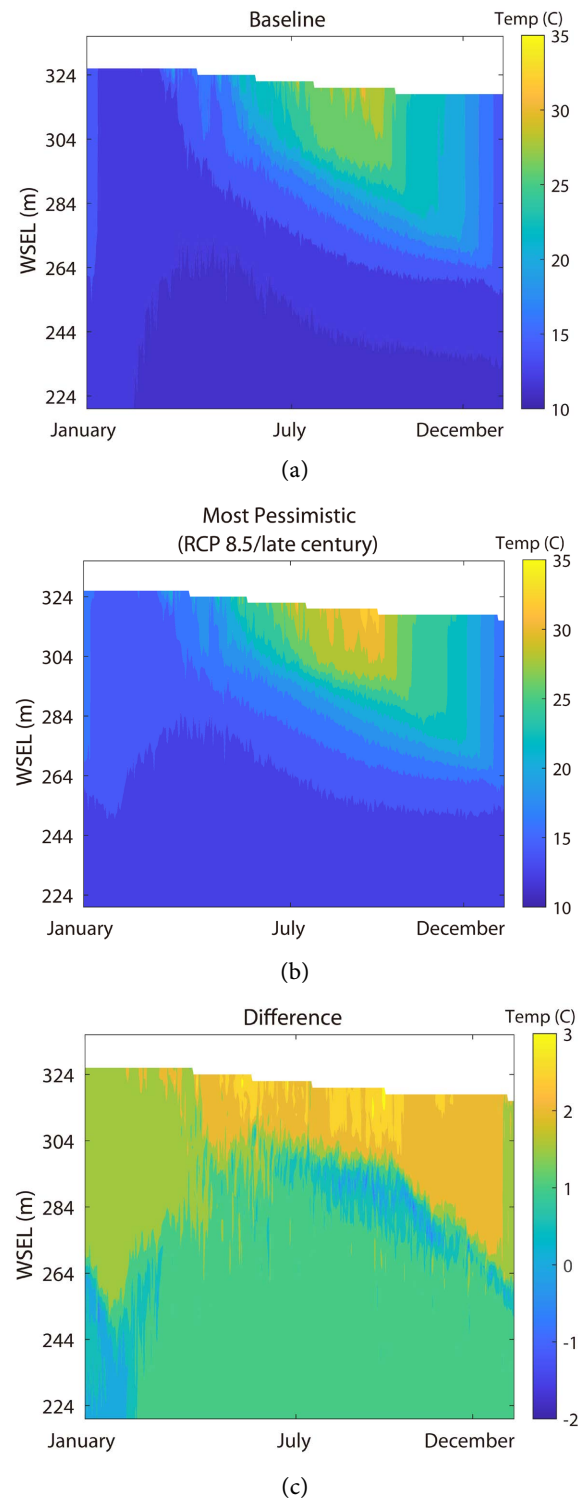 Baseline
Temp (C)
35
324
304
30
284
25
WSEL (m)
264
20
244
15
224
10
January
July
December
(a)
Most Pessimistic
(RCP 8.5/late century)
Temp (C)
35
324
30
304
25
284
WSEL (m)
264
20
244
15
224
10
January
July
December
(b)
Difference
Temp (C)
3
324
2
304
1
284
WSEL (m)
264
0
244
-1
224
-2
January
July
December
(c)